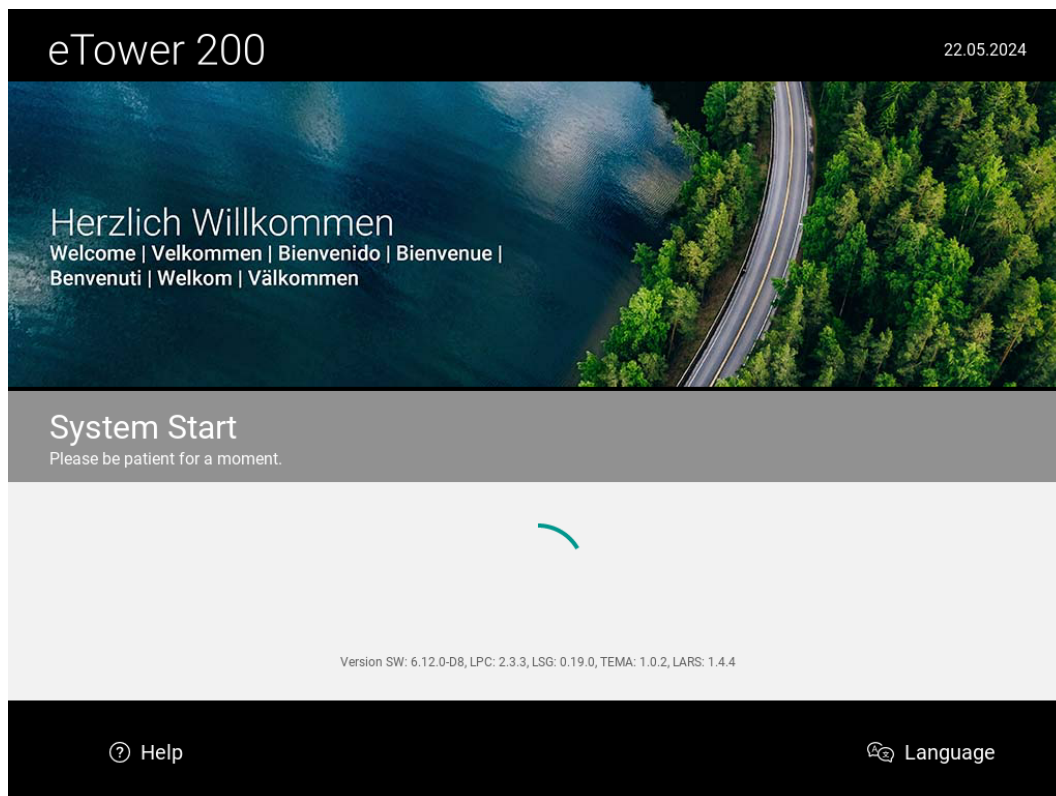 eTower 200
22.05.2024
Herzlich Willkommen
Welcome | Velkommen | Bienvenido | Bienvenue |
Benvenuti | Welkom | Välkommen
System Start
Please be patient for a moment.
Version SW: 6.12.0-D8, LPC: 2.3.3, LSG: 0.19.0, TEMA: 1.0.2, LARS: 1.4.4
Help
Language